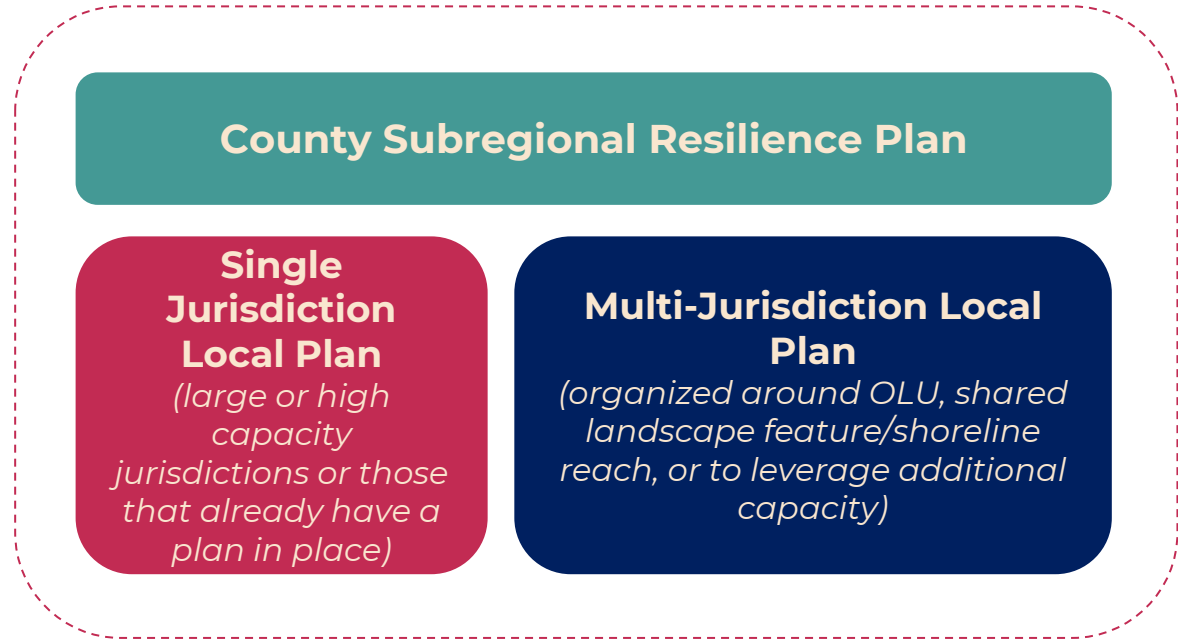 County Subregional Resilience Plan
Single
Jurisdiction
Local Plan
(large or high
capacity
jurisdictions or those
that already have a
plan in place)
Multi-Jurisdiction Local
Plan
(organized around OLU, shared
landscape feature/shoreline
reach, or to leverage additional
capacity)